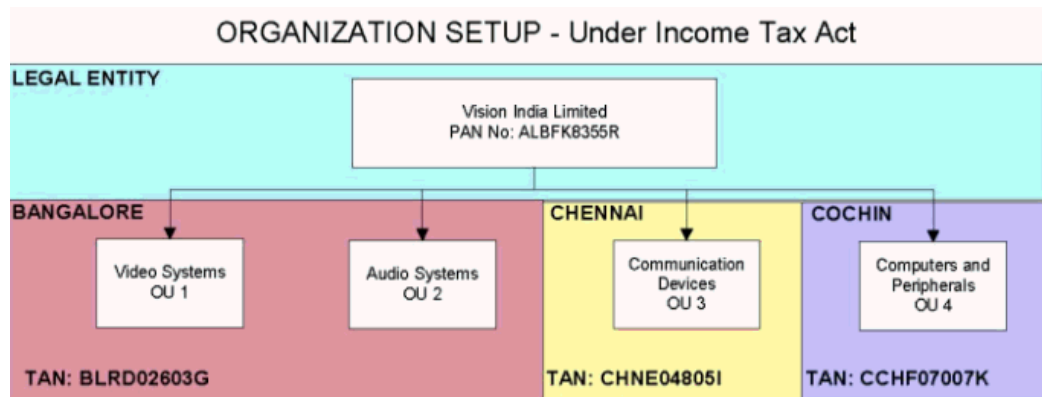 ORGANIZATION SETUP - Under Income Tax Act
LEGAL ENTITY
Vision India Limited
PAN No: ALBFK8355R
BANGALORE
Video Systems
OU 1
Audio Systems
OU 2
TAN: BLRD02603G
CHENNAI
Communication
Devices
OU 3
TAN: CHNE04805I
COCHIN
Computers and
Peripherals
OU 4
TAN: CCHF07007K